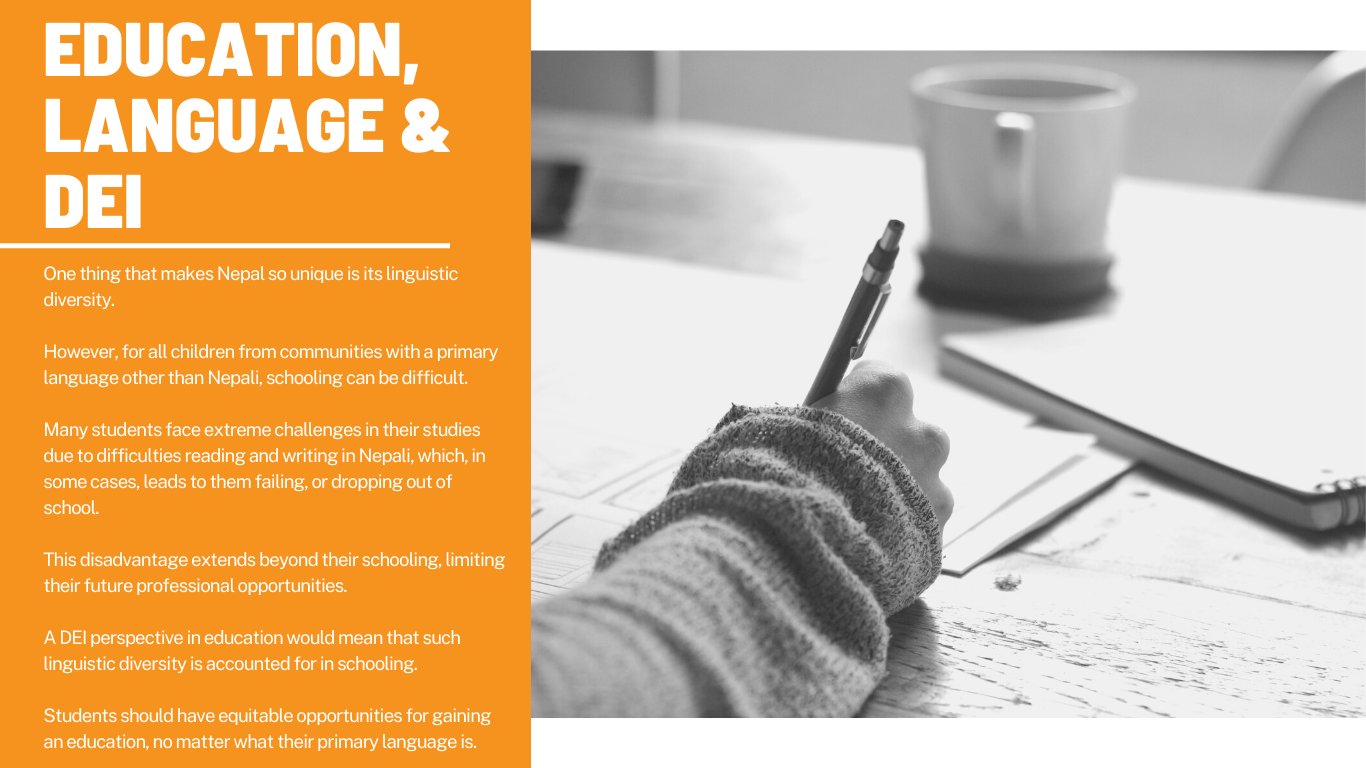 EDUCATION,
LANGUAGE &
DEI
One thing that makes Nepal so unique is its linguistic
diversity.
However, for all children from communities with a primary
language other than Nepali, schooling can be difficult.
Many students face extreme challenges in their studies
due to difficulties reading and writing in Nepali, which, in
some cases, leads to them failing, or dropping out of
school.
This disadvantage extends beyond their schooling, limiting
their future professional opportunities.
A DEI perspective in education would mean that such
linguistic diversity is accounted for in schooling.
Students should have equitable opportunities for gaining
an education, no matter what their primary language is.